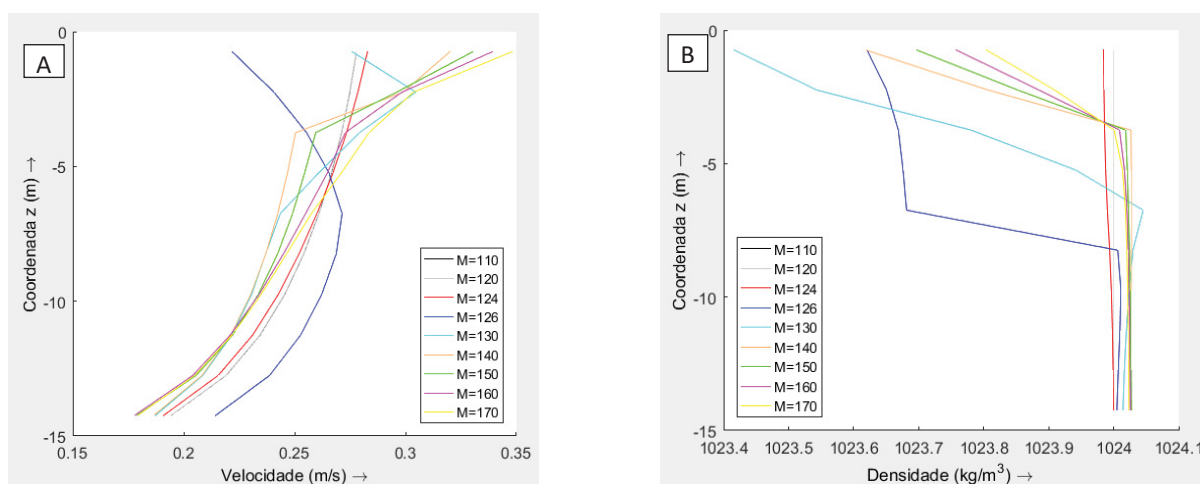 A
0
-5
-10
-15
Coordenada z (m) →
0.15 0.2 0.25 0.3 0.35
Velocidade (m/s) →
M=110
M=120
M=124
M=126
M=130
M=140
M=150
M=160
M=170
B
0
-5
-10
-15
Coordenada z (m) →
1023.4 1023.5 1023.6 1023.7 1023.8 1023.9 1024 1024.1
Densidade (kg/m³) →
M=110
M=120
M=124
M=126
M=130
M=140
M=150
M=160
M=170